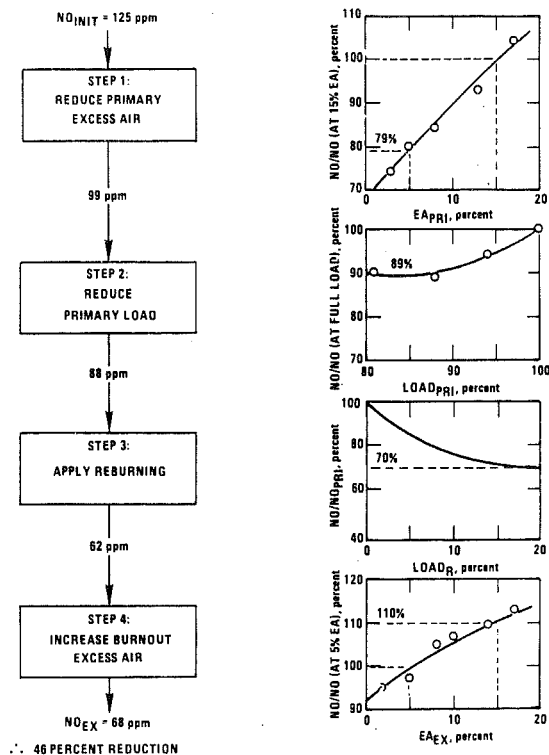 NO_INIT = 125 ppm
STEP 1:
REDUCE PRIMARY
EXCESS AIR
99 ppm
STEP 2:
REDUCE
PRIMARY LOAD
88 ppm
STEP 3:
APPLY REBURNING
62 ppm
STEP 4:
INCREASE BURNOUT
EXCESS AIR
NO_EX = 68 ppm
∴ 46 PERCENT REDUCTION
NO/NO (AT 15% EA), percent
110
100
90
80
70
79%
0
10
20
EA_PRI, percent
NO/NO (AT FULL LOAD), percent
100
90
80
70
89%
80
90
100
LOAD_PRI, percent
NO/NO_PRI, percent
100
80
60
40
70%
0
10
20
LOAD_R, percent
NO/NO (AT 5% EA), percent
120
110
100
90
110%
0
10
20
EA_EX, percent